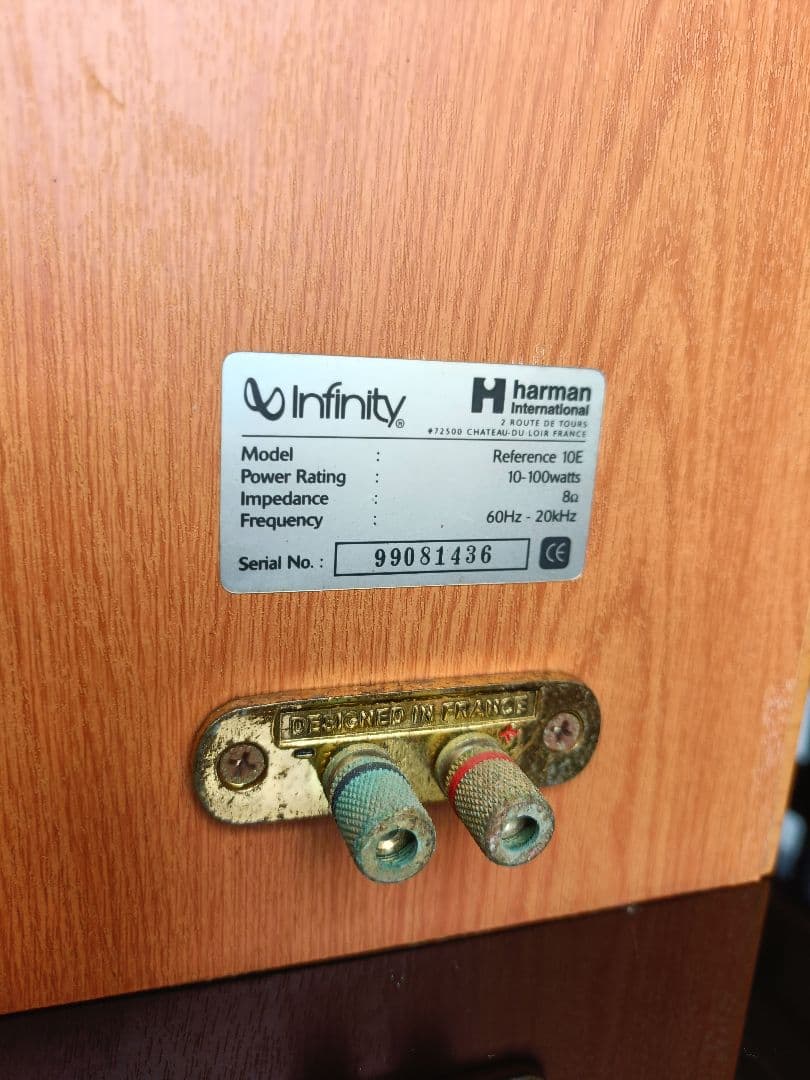 Infinity®
harman
International
2 ROUTE DE TOURS
#72500 CHATEAU-DU-LOIR FRANCE
Model : Reference 10E
Power Rating : 10-100watts
Impedance : 8Ω
Frequency : 60Hz - 20kHz
Serial No. : 99081436 CE
DESIGNED IN FRANCE
- +